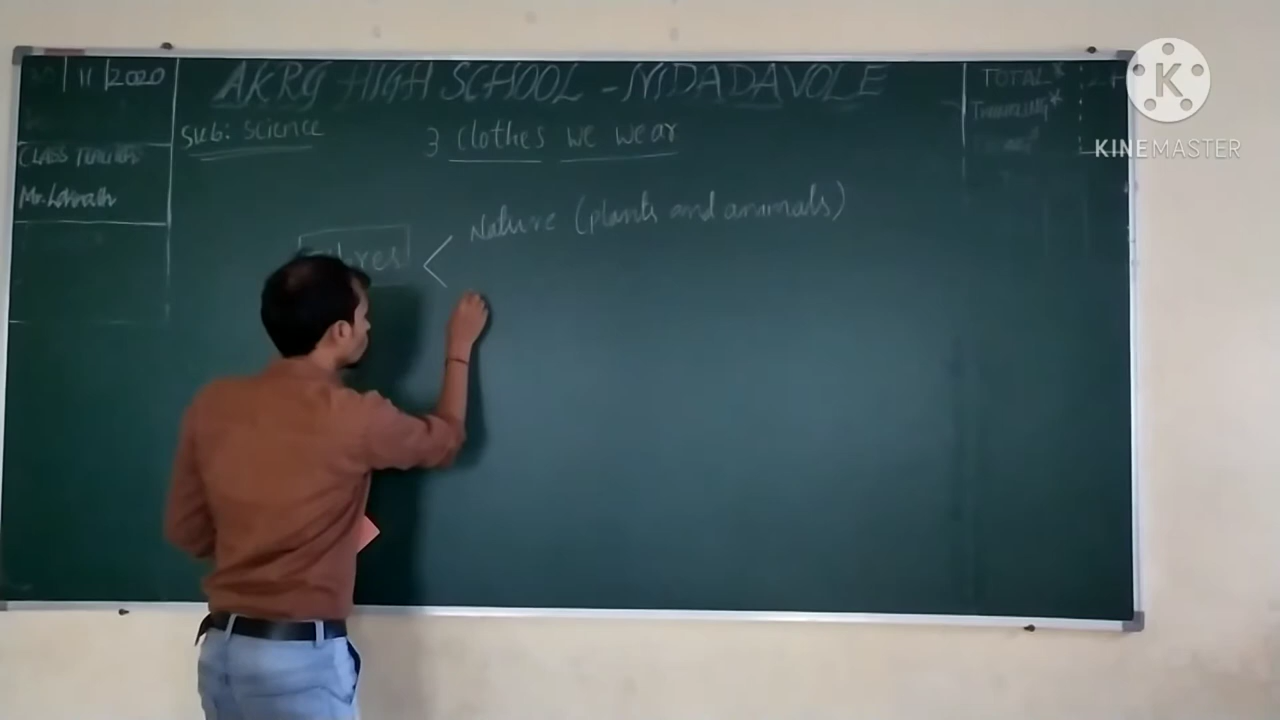 11/2020
AKRG HIGH SCHOOL - NIDADAVOLE
TOTAL
Sub: Science
3 clothes we wear
CLASS TEACHER
Mr.
Nature (plants and animals)
K
KINEMASTER